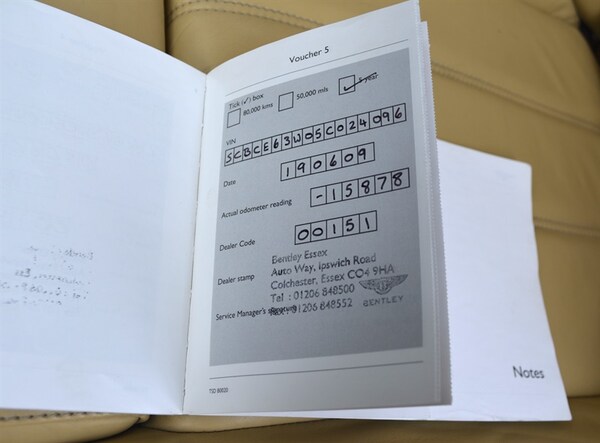 Voucher 5
Tick (✓) box
80,000 kms
50,000 mls
5 year
VIN
SCBCE63W05C024096
Date
190609
Actual odometer reading
-15878
Dealer Code
00151
Dealer stamp
Bentley Essex
Auto Way, Ipswich Road
Colchester, Essex CO4 9HA
Tel : 01206 848500
Fax : 01206 848552
BENTLEY
Service Manager's signature
Notes